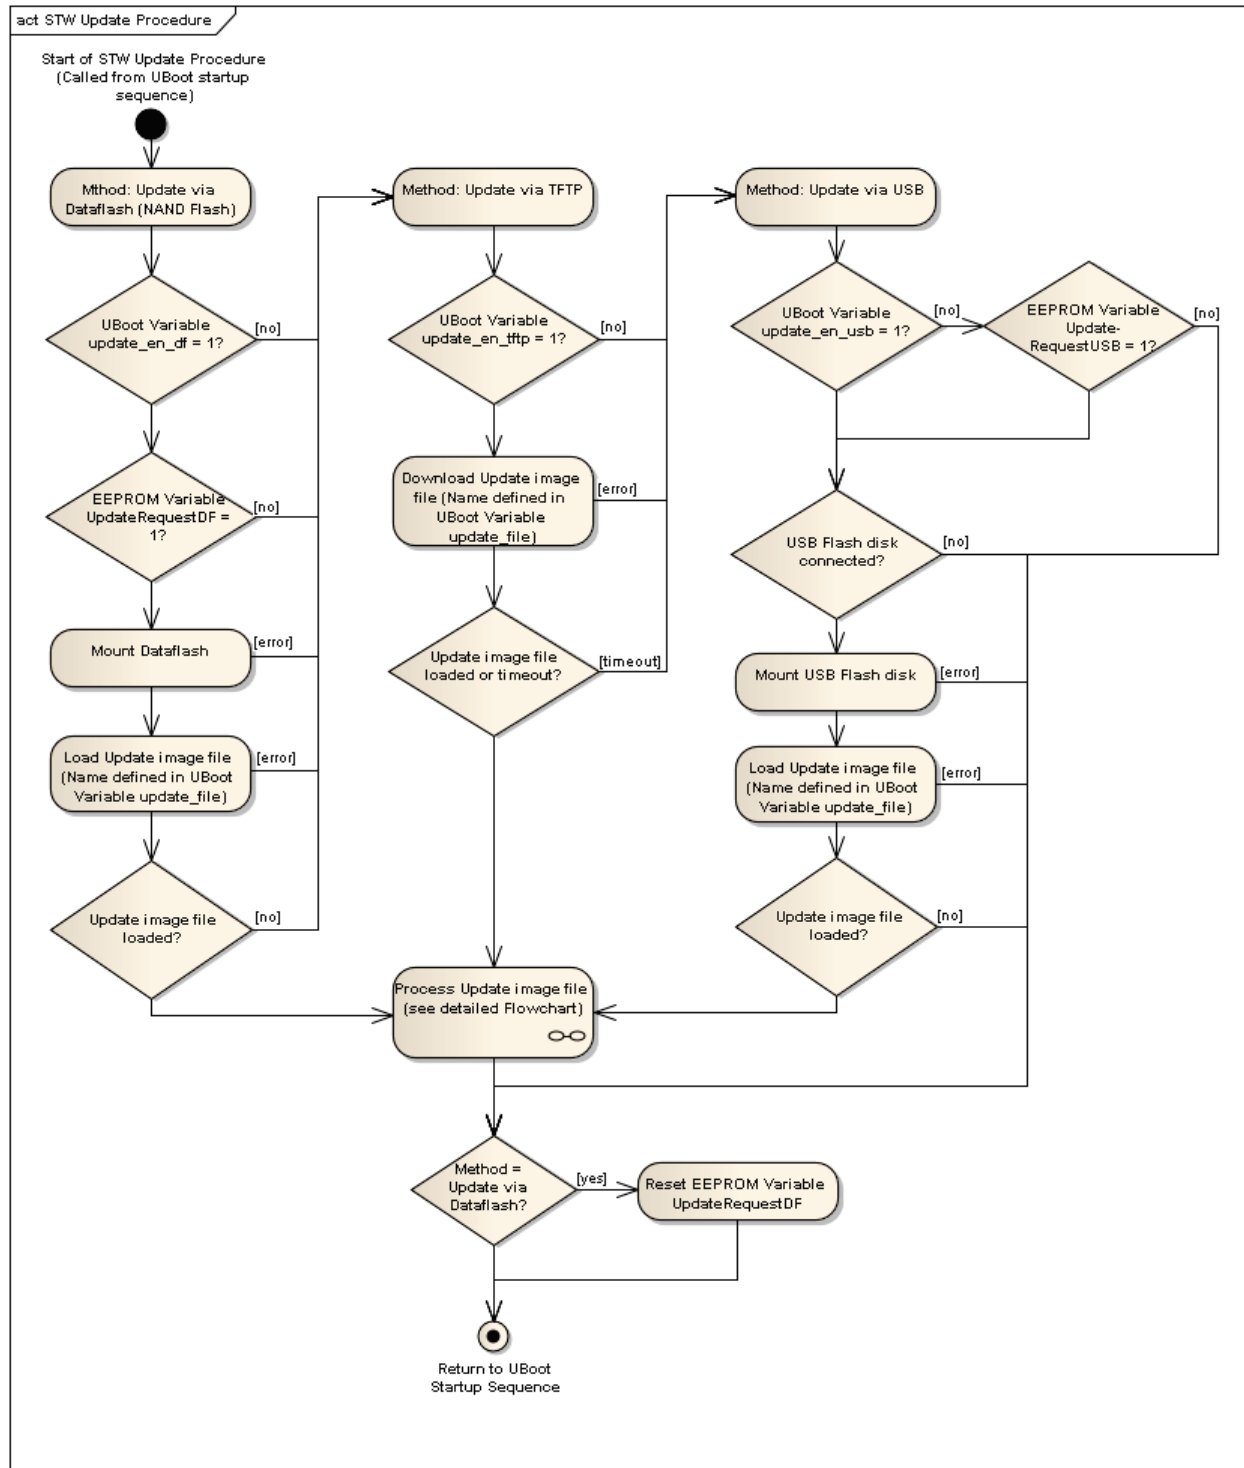 act STW Update Procedure
Start of STW Update Procedure
(Called from UBoot startup
sequence)
Mthod: Update via
Dataflash (NAND Flash)
UBoot Variable
update_en_df = 1?
[no]
EEPROM Variable
UpdateRequestDF =
1?
[no]
Mount Dataflash
[error]
Load Update image file
(Name defined in UBoot
Variable update_file)
[error]
Update image file
loaded?
[no]
Method: Update via TFTP
UBoot Variable
update_en_tftp = 1?
[no]
Download Update image
file (Name defined in
UBoot Variable
update_file)
[error]
Update image file
loaded or timeout?
[timeout]
Method: Update via USB
UBoot Variable
update_en_usb = 1?
[no]
EEPROM Variable
Update-
RequestUSB = 1?
[no]
USB Flash disk
connected?
[no]
Mount USB Flash disk
[error]
Load Update image file
(Name defined in UBoot
Variable update_file)
[error]
Update image file
loaded?
[no]
Process Update image file
(see detailed Flowchart)
Method =
Update via
Dataflash?
[yes]
Reset EEPROM Variable
UpdateRequestDF
Return to UBoot
Startup Sequence